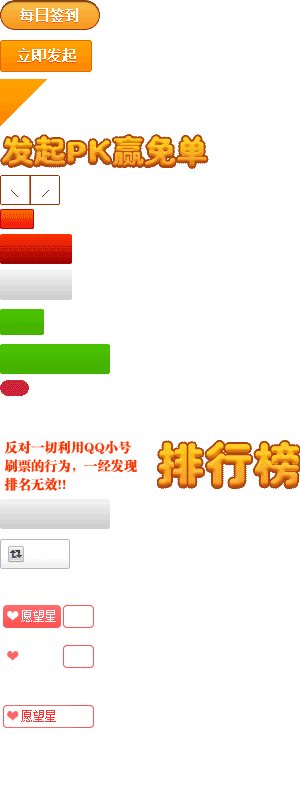 每日签到
立即发起
发起PK赢免单
反对一切利用QQ小号
刷票的行为，一经发现
排名无效!!
排行榜
愿望星
愿望星